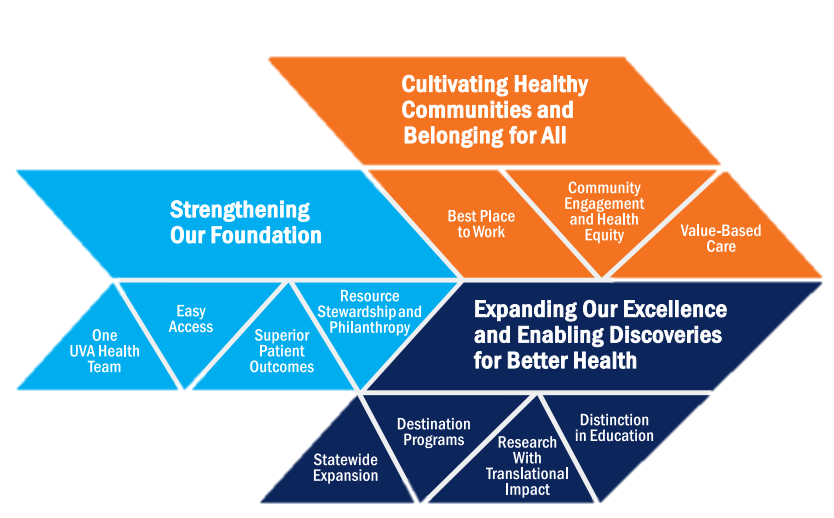 Cultivating Healthy
Communities and
Belonging for All
Best Place
to Work
Community
Engagement
and Health
Equity
Value-Based
Care
Strengthening
Our Foundation
One
UVA Health
Team
Easy
Access
Superior
Patient
Outcomes
Resource
Stewardship and
Philanthropy
Expanding Our Excellence
and Enabling Discoveries
for Better Health
Statewide
Expansion
Destination
Programs
Research
With
Translational
Impact
Distinction
in Education